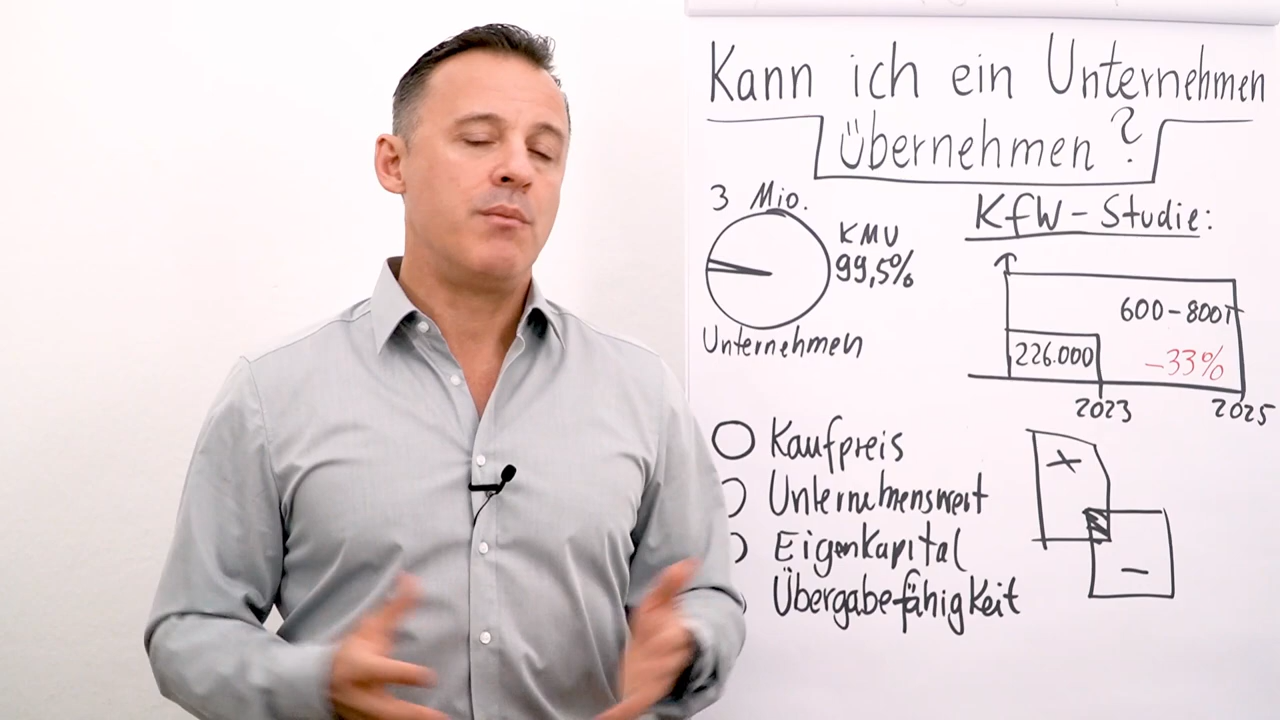 Kann ich ein Unternehmen
übernehmen?
3 Mio.
KMU
99,5%
Unternehmen
KfW-Studie:
600-800T
226.000
-33%
2023
2025
Kaufpreis
Unternehmenswert
Eigenkapital
Übergabefähigkeit
+
-